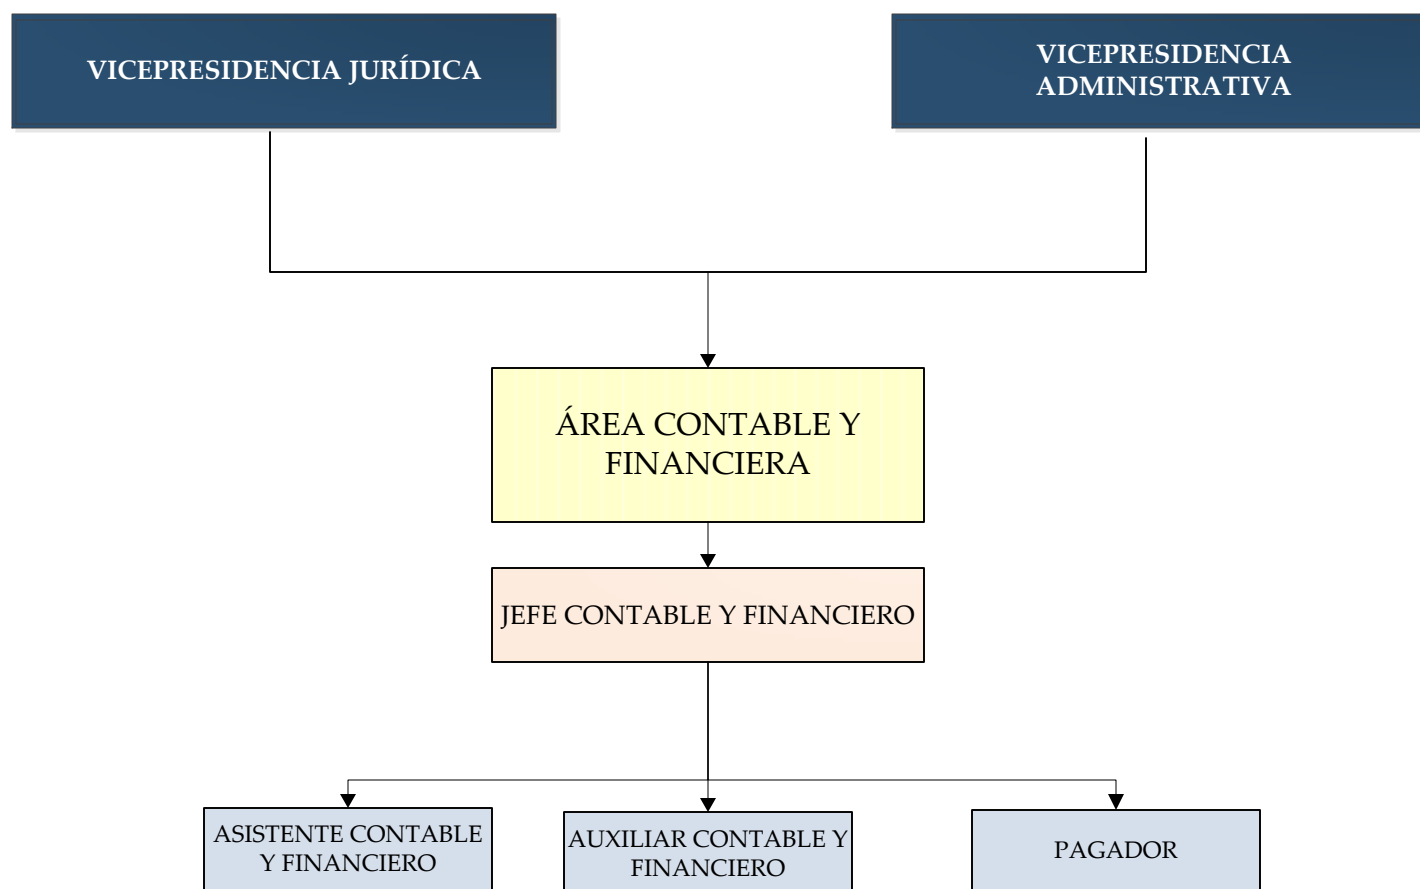 VICEPRESIDENCIA JURÍDICA
VICEPRESIDENCIA
ADMINISTRATIVA
ÁREA CONTABLE Y
FINANCIERA
JEFE CONTABLE Y FINANCIERO
ASISTENTE CONTABLE
Y FINANCIERO
AUXILIAR CONTABLE Y
FINANCIERO
PAGADOR